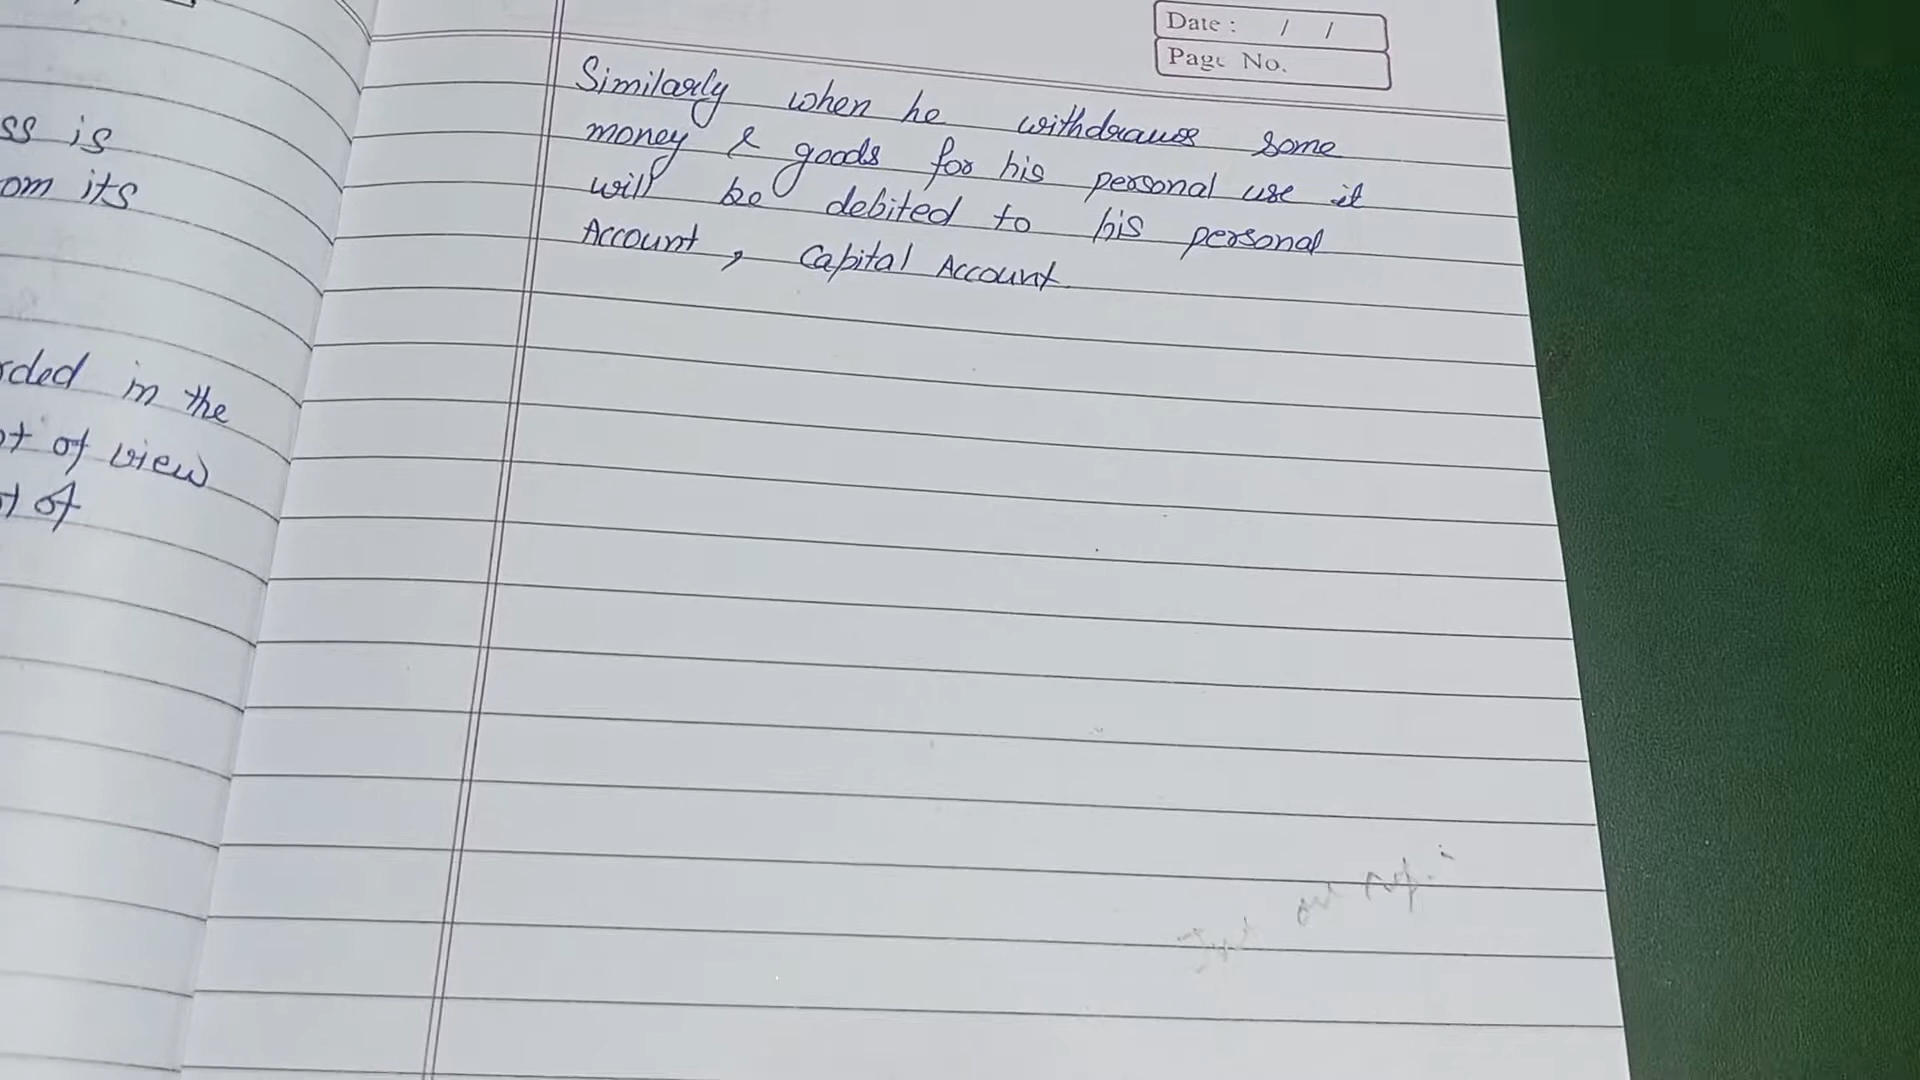 ss is
om its
rded in the
of view
of
Date : / /
Page No.
Similarly when he withdraws some
money & goods for his personal use it
will be debited to his personal
Account, Capital Account